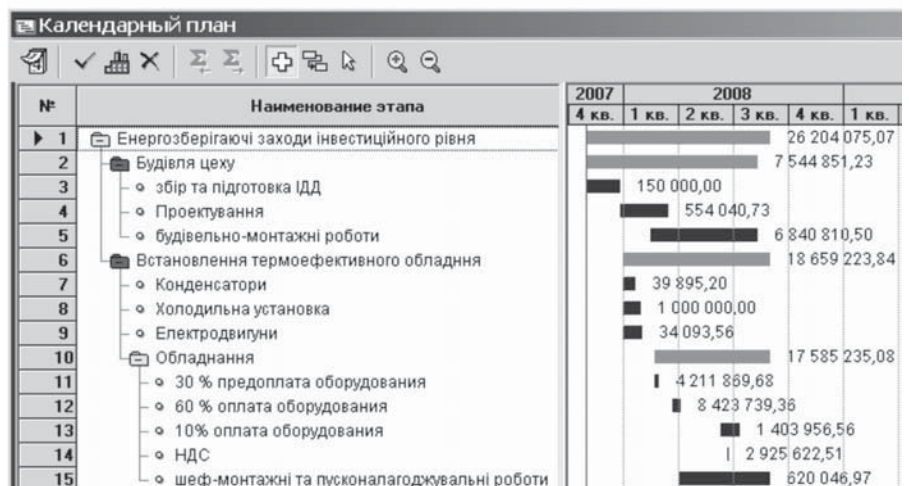 Календарный план
№ Наименование этапа 2007 2008
4 кв. 1 кв. 2 кв. 3 кв. 4 кв. 1 кв.
1 Енергозберігаючі заходи інвестиційного рівня 26 204 075,07
2 Будівля цеху 7 544 851,23
3 збір та підготовка ІДД 150 000,00
4 Проектування 554 040,73
5 будівельно-монтажні роботи 6 840 810,50
6 Встановлення термоефективного обладння 18 659 223,84
7 Конденсатори 39 895,20
8 Холодильна установка 1 000 000,00
9 Електродвигуни 34 093,56
10 Обладнання 17 585 235,08
11 30 % предоплата оборудования 4 211 869,68
12 60 % оплата оборудования 8 423 739,36
13 10% оплата оборудования 1 403 956,56
14 НДС 2 925 622,51
15 шеф-монтажні та пусконалагоджувальні роботи 620 046,97